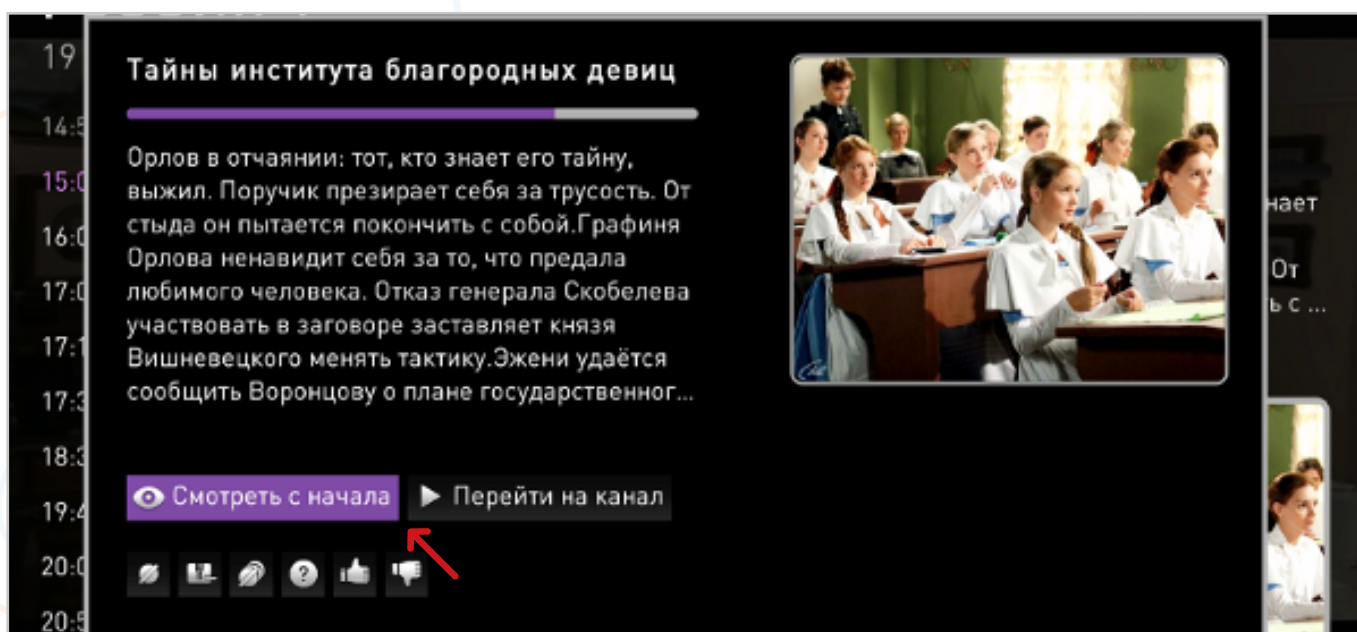 19
Тайны института благородных девиц
14:5
Орлов в отчаянии: тот, кто знает его тайну,
15:0
выжил. Поручик презирает себя за трусость. От
нает
16:0
стыда он пытается покончить с собой.Графиня
Орлова ненавидит себя за то, что предала
От
17:0
любимого человека. Отказ генерала Скобелева
ь с ...
участвовать в заговоре заставляет князя
17:1
Вишневецкого менять тактику.Эжени удаётся
сообщить Воронцову о плане государственног...
17:3
18:3
Смотреть с начала
Перейти на канал
19:4
20:0
?
20:5